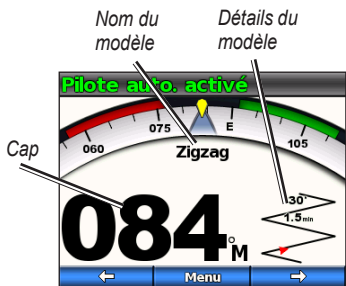 Nom du
modèle
Détails du
modèle
Pilote auto. activé
Cap
060
075
E
105
Zigzag
084°M
30°
1.5min
Menu